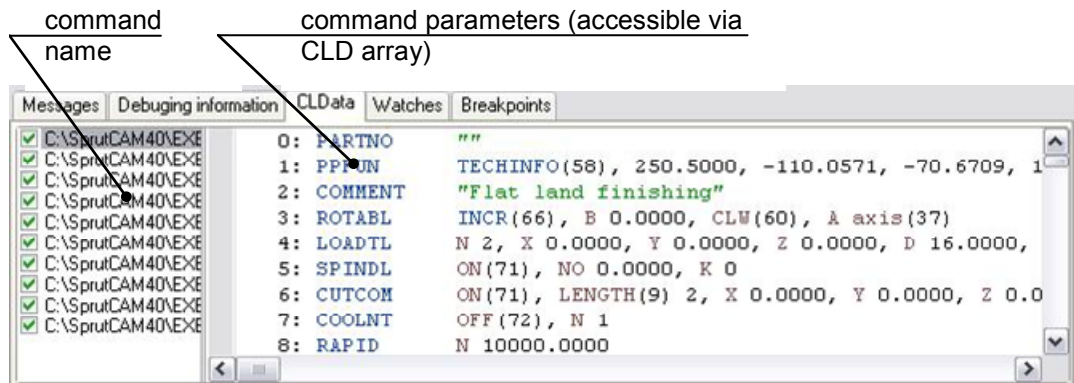 command
name
command parameters (accessible via
CLD array)
Messages Debuging information CLData Watches Breakpoints
C:\SprutCAM40\EXE
C:\SprutCAM40\EXE
C:\SprutCAM40\EXE
C:\SprutCAM40\EXE
C:\SprutCAM40\EXE
C:\SprutCAM40\EXE
C:\SprutCAM40\EXE
C:\SprutCAM40\EXE
C:\SprutCAM40\EXE
C:\SprutCAM40\EXE
0: PARTNO ""
1: PPFUN TECHINFO(58), 250.5000, -110.0571, -70.6709, 1
2: COMMENT "Flat land finishing"
3: ROTABL INCR(66), B 0.0000, CLW(60), A axis(37)
4: LOADTL N 2, X 0.0000, Y 0.0000, Z 0.0000, D 16.0000,
5: SPINDL ON(71), NO 0.0000, K 0
6: CUTCOM ON(71), LENGTH(9) 2, X 0.0000, Y 0.0000, Z 0.0
7: COOLNT OFF(72), N 1
8: RAPID N 10000.0000